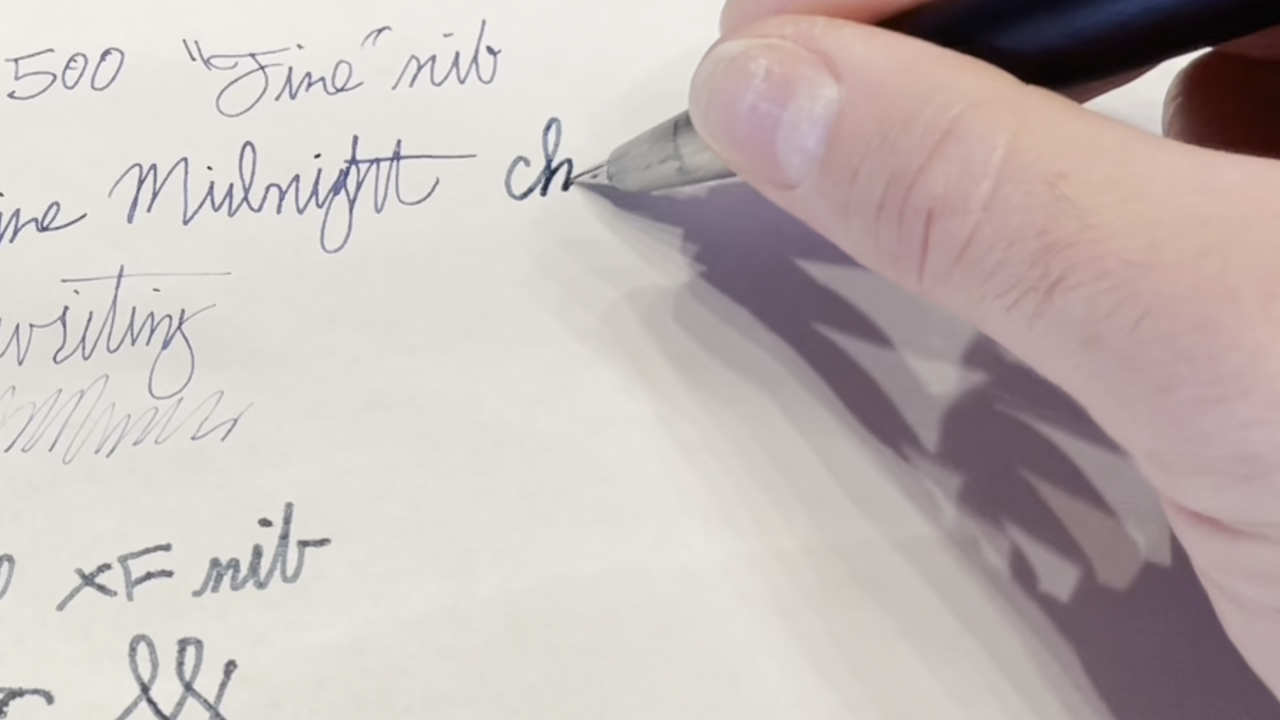 500 "Fine" nib
ine Midnight ch
writing
xF nib